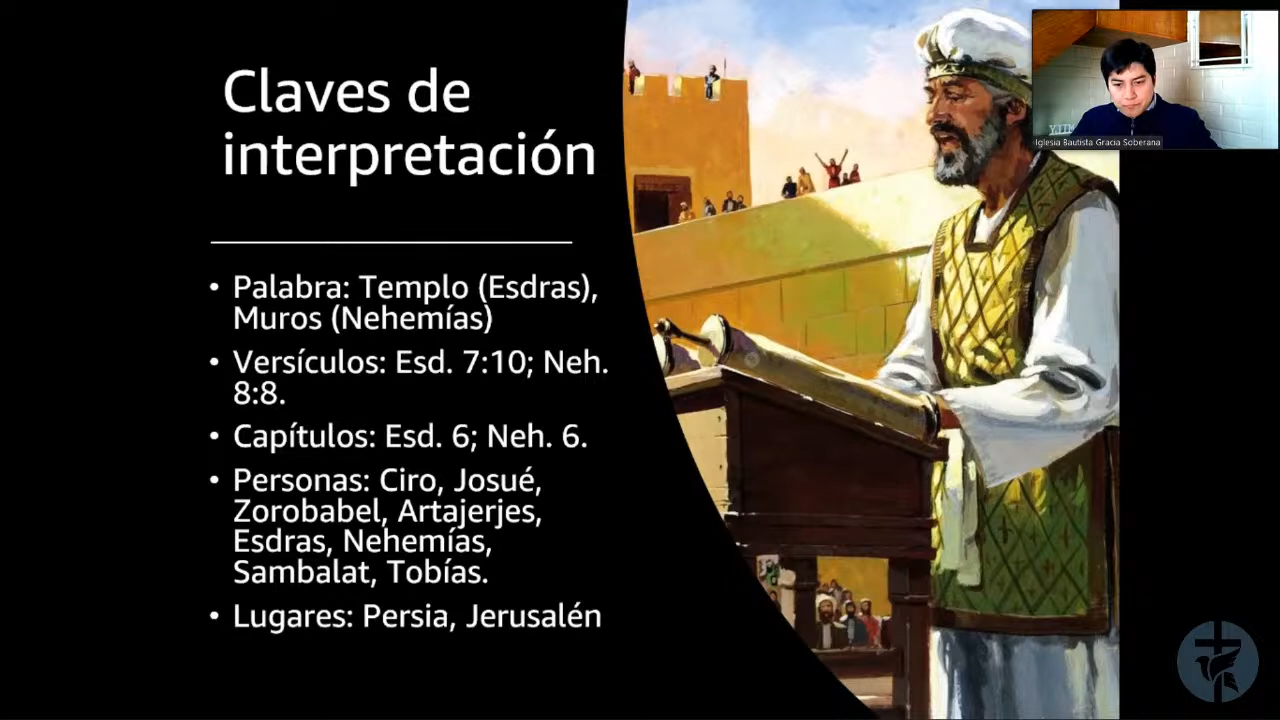 Claves de
interpretación
• Palabra: Templo (Esdras),
Muros (Nehemías)
• Versículos: Esd. 7:10; Neh.
8:8.
• Capítulos: Esd. 6; Neh. 6.
• Personas: Ciro, Josué,
Zorobabel, Artajerjes,
Esdras, Nehemías,
Sambalat, Tobías.
• Lugares: Persia, Jerusalén
Iglesia Bautista Gracia Soberana